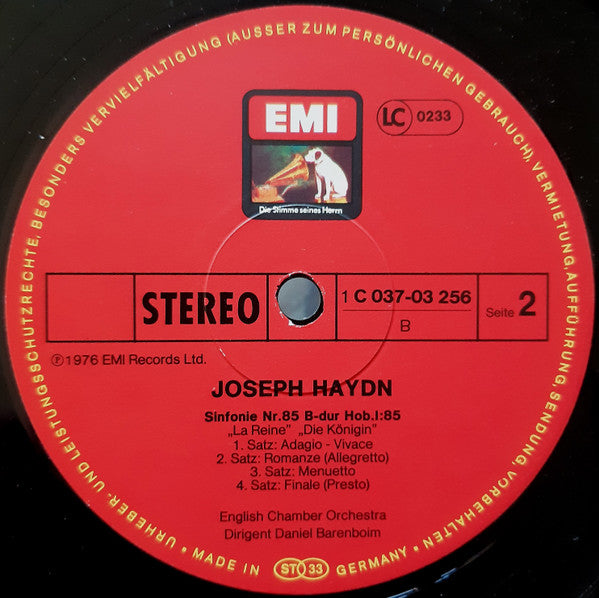 URHEBER- UND LEISTUNGSSCHUTZRECHTE, BESONDERS VERVIELFÄLTIGUNG (AUSSER ZUM PERSÖNLICHEN GEBRAUCH), VERMIETUNG, AUFFÜHRUNG, SENDUNG, VORBEHALTEN •
EMI
LC 0233
Die Stimme seines Herrn
STEREO
1 C 037-03 256
B
Seite 2
℗ 1976 EMI Records Ltd.
JOSEPH HAYDN
Sinfonie Nr.85 B-dur Hob.I:85
„La Reine” „Die Königin”
1. Satz: Adagio - Vivace
2. Satz: Romanze (Allegretto)
3. Satz: Menuetto
4. Satz: Finale (Presto)
English Chamber Orchestra
Dirigent Daniel Barenboim
• MADE IN ST 33 GERMANY